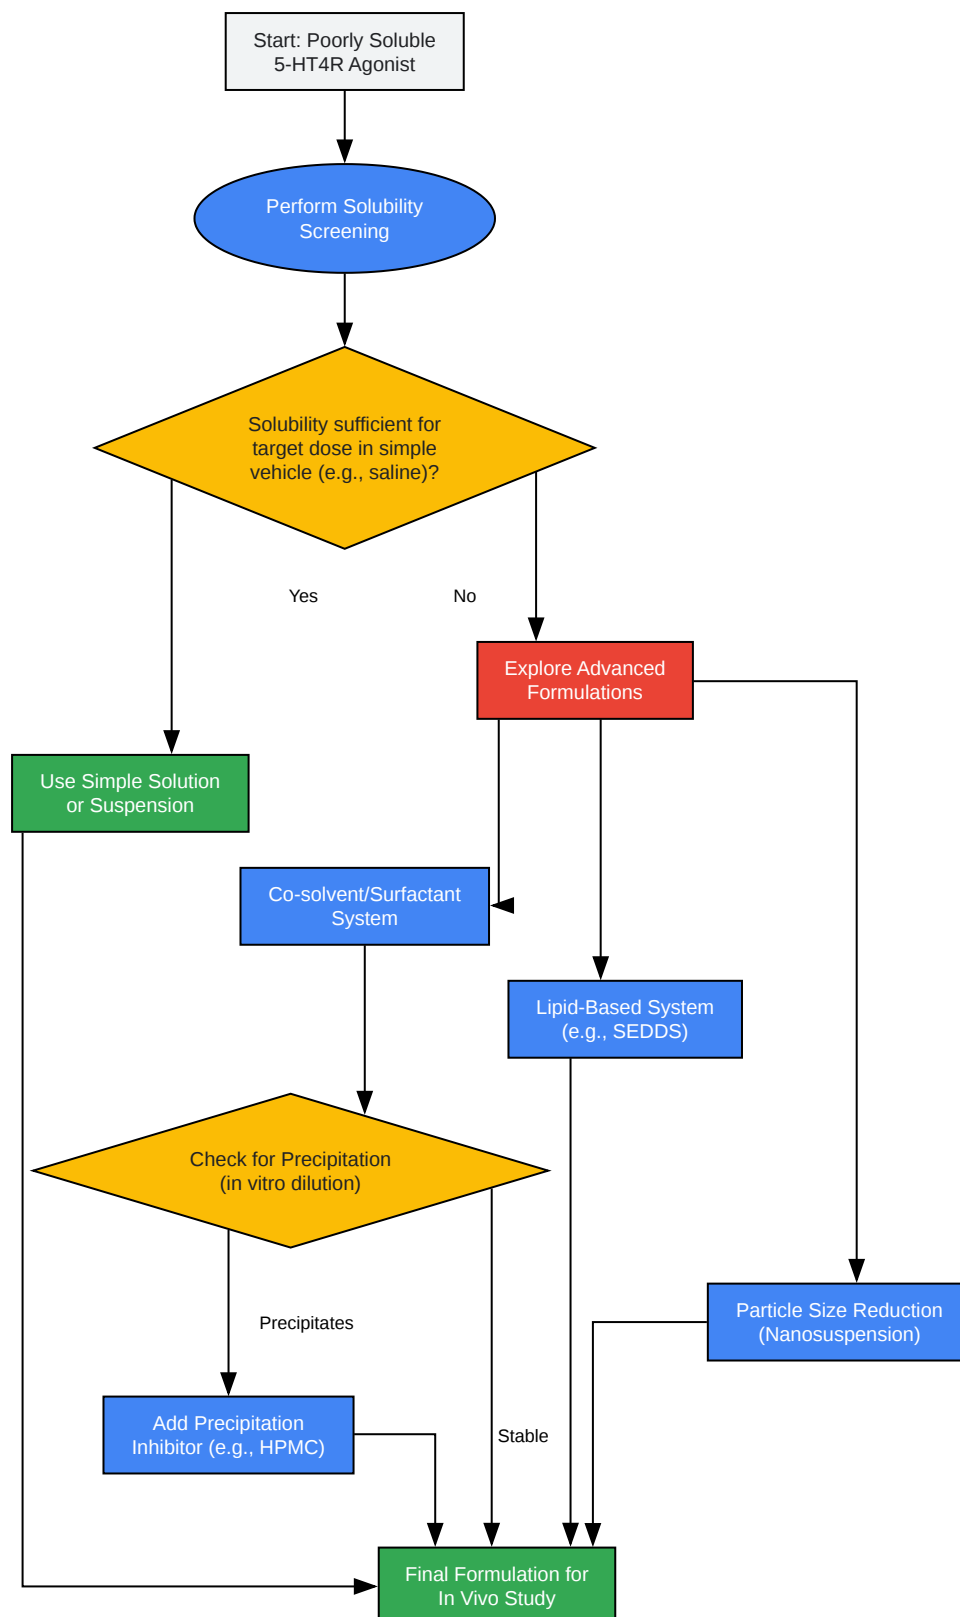 Start: Poorly Soluble
5-HT4R Agonist
Perform Solubility
Screening
Solubility sufficient for
target dose in simple
vehicle (e.g., saline)?
Yes
No
Explore Advanced
Formulations
Use Simple Solution
or Suspension
Co-solvent/Surfactant
System
Lipid-Based System
(e.g., SEDDS)
Check for Precipitation
(in vitro dilution)
Particle Size Reduction
(Nanosuspension)
Precipitates
Add Precipitation
Inhibitor (e.g., HPMC)
Stable
Final Formulation for
In Vivo Study